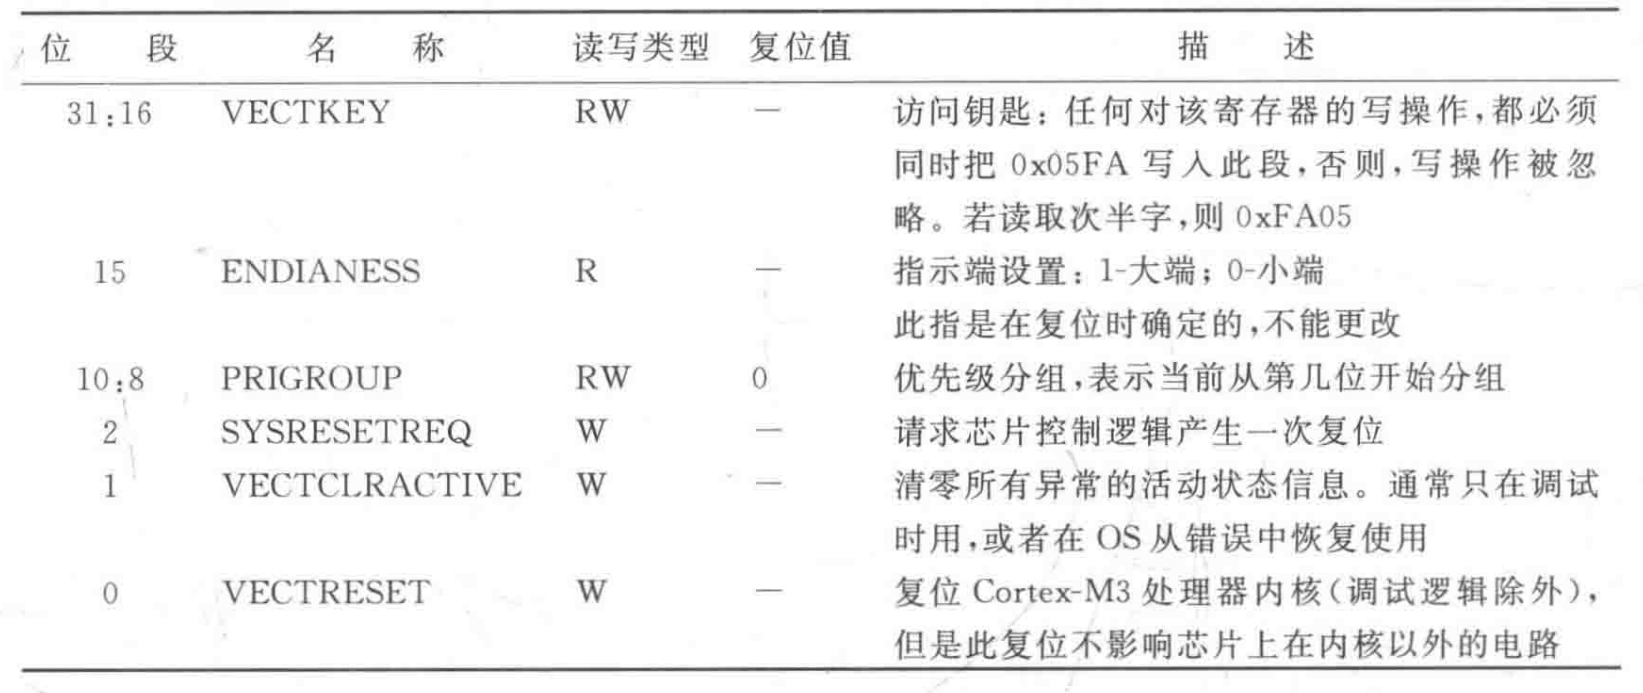 位 段 名 称 读写类型 复位值 描 述
31:16 VECTKEY RW — 访问钥匙：任何对该寄存器的写操作,都必须
同时把 0x05FA 写入此段,否则,写操作被忽
略。若读取次半字,则 0xFA05
15 ENDIANESS R — 指示端设置：1-大端；0-小端
此指是在复位时确定的,不能更改
10:8 PRIGROUP RW 0 优先级分组,表示当前从第几位开始分组
2 SYSRESETREQ W — 请求芯片控制逻辑产生一次复位
1 VECTCLRACTIVE W — 清零所有异常的活动状态信息。通常只在调试
时用,或者在 OS 从错误中恢复使用
0 VECTRESET W — 复位 Cortex-M3 处理器内核(调试逻辑除外),
但是此复位不影响芯片上在内核以外的电路